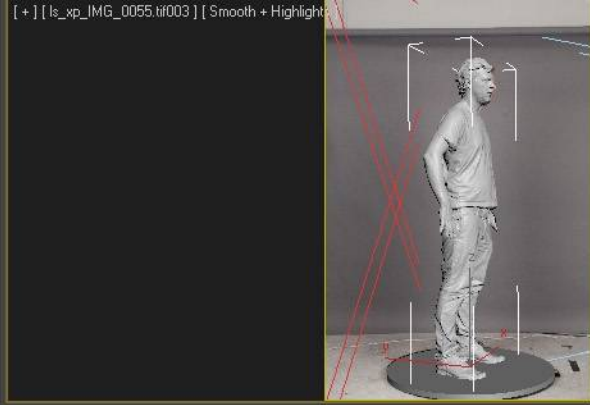 [ + ] [ ls_xp_IMG_0055.tif003 ] [ Smooth + Highlights
x